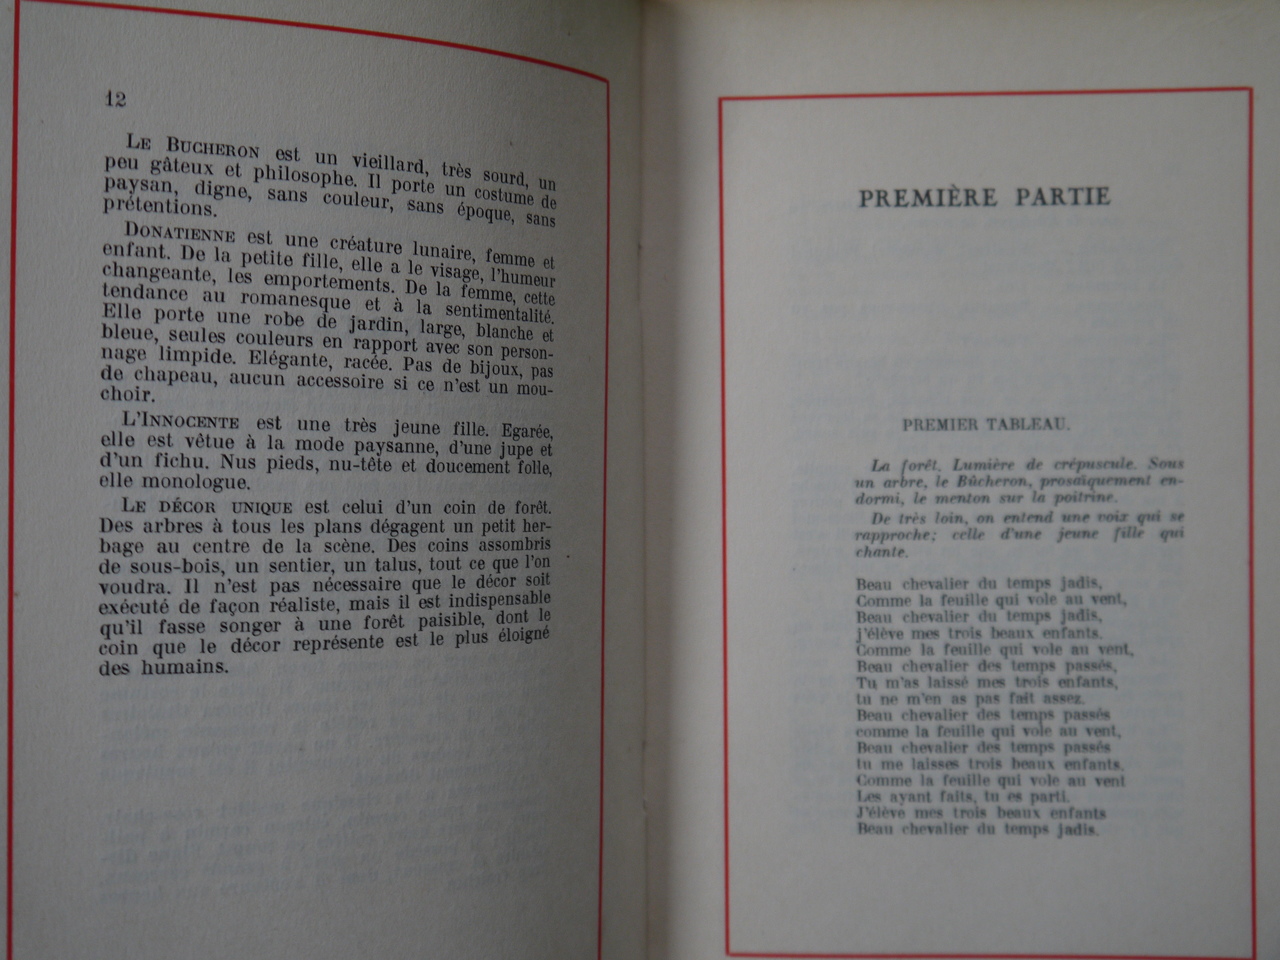 12
LE BUCHERON est un vieillard, très sourd, un
peu gâteux et philosophe. Il porte un costume de
paysan, digne, sans couleur, sans époque, sans
prétentions.
DONATIENNE est une créature lunaire, femme et
enfant. De la petite fille, elle a le visage, l'humeur
changeante, les emportements. De la femme, cette
tendance au romanesque et à la sentimentalité.
Elle porte une robe de jardin, large, blanche et
bleue, seules couleurs en rapport avec son person-
nage limpide. Elégante, racée. Pas de bijoux, pas
de chapeau, aucun accessoire si ce n'est un mou-
choir.
L'INNOCENTE est une très jeune fille. Egarée,
elle est vêtue à la mode paysanne, d'une jupe et
d'un fichu. Nus pieds, nu-tête et doucement folle,
elle monologue.
LE DÉCOR UNIQUE est celui d'un coin de forêt.
Des arbres à tous les plans dégagent un petit her-
bage au centre de la scène. Des coins assombris
de sous-bois, un sentier, un talus, tout ce que l'on
voudra. Il n'est pas nécessaire que le décor soit
exécuté de façon réaliste, mais il est indispensable
qu'il fasse songer à une forêt paisible, dont le
coin que le décor représente est le plus éloigné
des humains.
PREMIÈRE PARTIE
PREMIER TABLEAU.
La forêt. Lumière de crépuscule. Sous
un arbre, le Bûcheron, prosaïquement en-
dormi, le menton sur la poitrine.
De très loin, on entend une voix qui se
rapproche; celle d'une jeune fille qui
chante.
Beau chevalier du temps jadis,
Comme la feuille qui vole au vent,
Beau chevalier du temps jadis,
j'élève mes trois beaux enfants.
Comme la feuille qui vole au vent,
Beau chevalier des temps passés,
Tu m'as laissé mes trois enfants,
tu ne m'en as pas fait assez.
Beau chevalier des temps passés
comme la feuille qui vole au vent,
Beau chevalier des temps passés
tu me laisses trois beaux enfants.
Comme la feuille qui vole au vent
Les ayant faits, tu es parti.
J'élève mes trois beaux enfants
Beau chevalier du temps jadis.